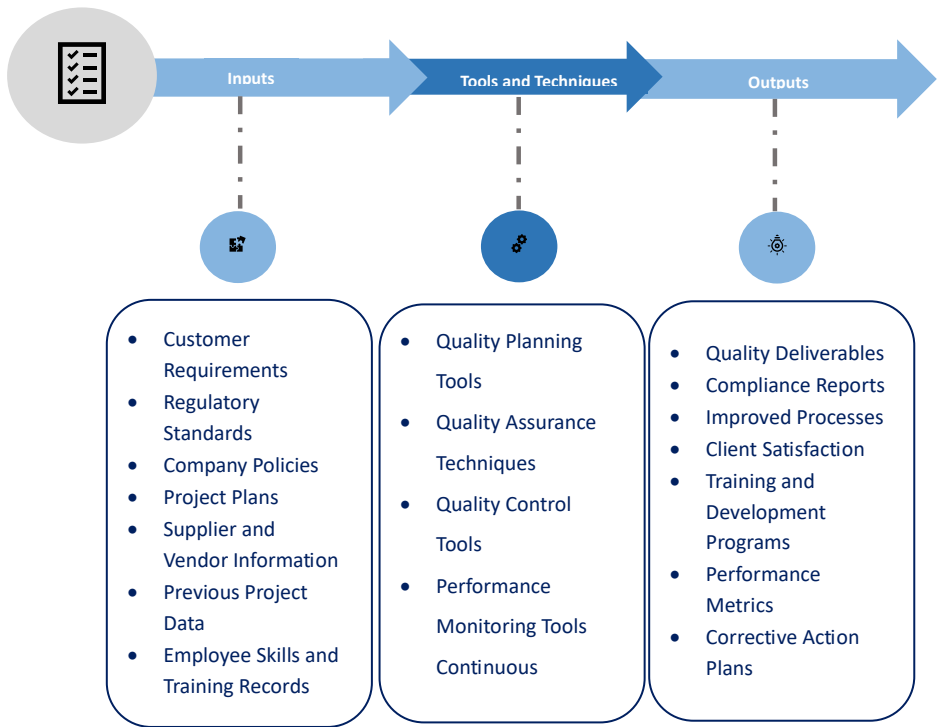 Inputs
Tools and Techniques
Outputs
• Customer
Requirements
• Regulatory
Standards
• Company Policies
• Project Plans
• Supplier and
Vendor Information
• Previous Project
Data
• Employee Skills and
Training Records
• Quality Planning
Tools
• Quality Assurance
Techniques
• Quality Control
Tools
• Performance
Monitoring Tools
Continuous
• Quality Deliverables
• Compliance Reports
• Improved Processes
• Client Satisfaction
• Training and
Development
Programs
• Performance
Metrics
• Corrective Action
Plans